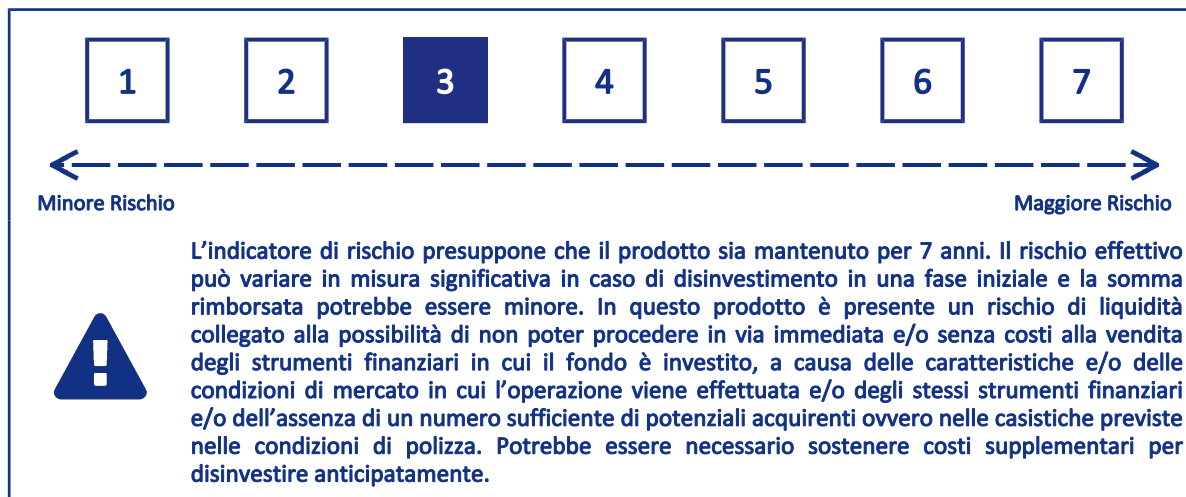 1 2 3 4 5 6 7
Minore Rischio Maggiore Rischio
L’indicatore di rischio presuppone che il prodotto sia mantenuto per 7 anni. Il rischio effettivo
può variare in misura significativa in caso di disinvestimento in una fase iniziale e la somma
rimborsata potrebbe essere minore. In questo prodotto è presente un rischio di liquidità
collegato alla possibilità di non poter procedere in via immediata e/o senza costi alla vendita
degli strumenti finanziari in cui il fondo è investito, a causa delle caratteristiche e/o delle
condizioni di mercato in cui l’operazione viene effettuata e/o degli stessi strumenti finanziari
e/o dell’assenza di un numero sufficiente di potenziali acquirenti ovvero nelle casistiche previste
nelle condizioni di polizza. Potrebbe essere necessario sostenere costi supplementari per
disinvestire anticipatamente.